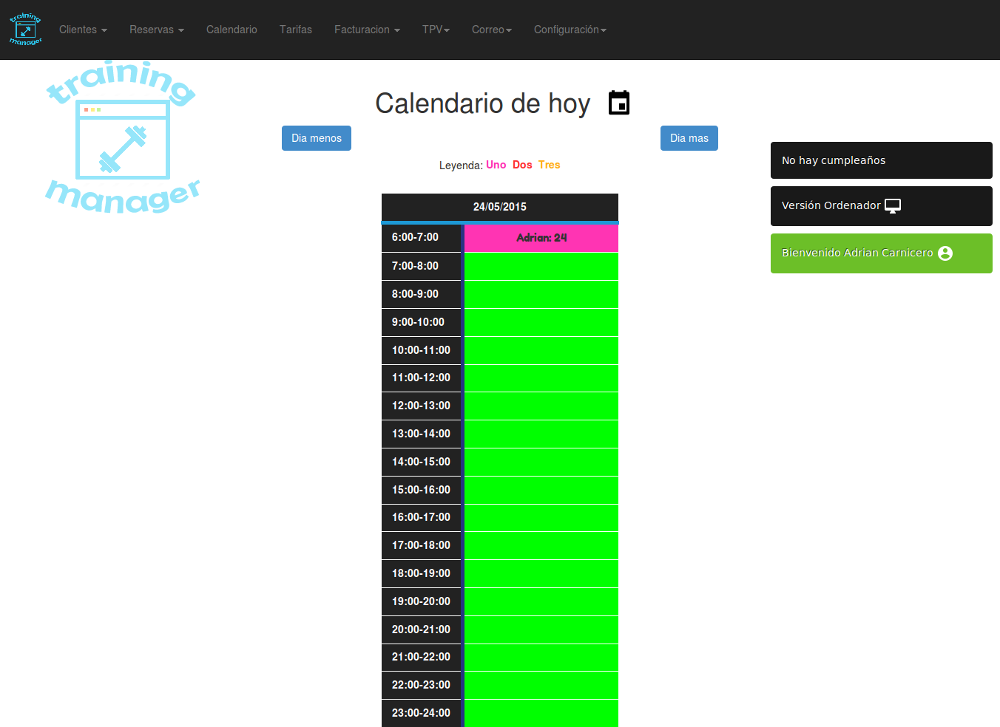 training
manager
Clientes Reservas Calendario Tarifas Facturacion TPV Correo Configuración
training
manager
Calendario de hoy
Dia menos Dia mas
Leyenda: Uno Dos Tres
No hay cumpleaños
Versión Ordenador
Bienvenido Adrian Carnicero
24/05/2015
6:00-7:00 Adrian: 24
7:00-8:00
8:00-9:00
9:00-10:00
10:00-11:00
11:00-12:00
12:00-13:00
13:00-14:00
14:00-15:00
15:00-16:00
16:00-17:00
17:00-18:00
18:00-19:00
19:00-20:00
20:00-21:00
21:00-22:00
22:00-23:00
23:00-24:00